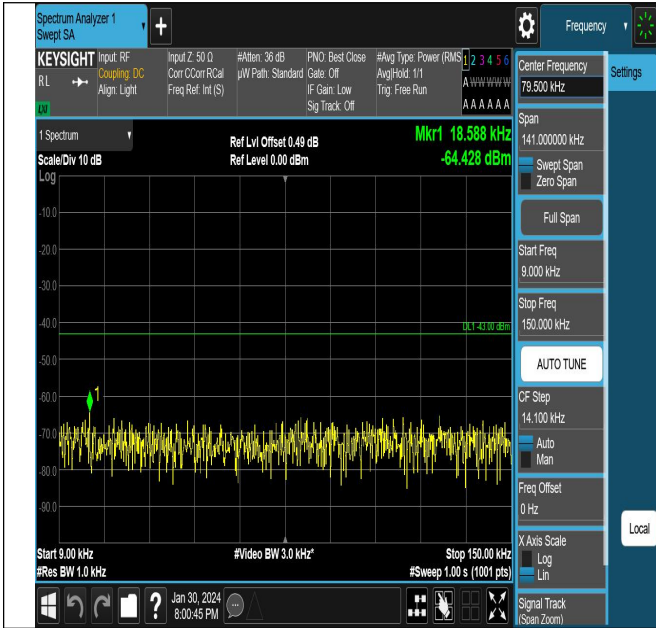 Spectrum Analyzer 1
Swept SA
+
Frequency
KEYSIGHT
RL
LXI
Input: RF
Coupling: DC
Align: Light
Input Z: 50 Ω
Corr CCorr RCal
Freq Ref: Int (S)
#Atten: 36 dB
µW Path: Standard
PNO: Best Close
Gate: Off
IF Gain: Low
Sig Track: Off
#Avg Type: Power (RMS
Avg|Hold: 1/1
Trig: Free Run
1 2 3 4 5 6
A W W W W W
A A A A A A
1 Spectrum
Scale/Div 10 dB
Ref Lvl Offset 0.49 dB
Ref Level 0.00 dBm
Mkr1 18.588 kHz
-64.428 dBm
Log
-10.0
-20.0
-30.0
-40.0
-50.0
-60.0
-70.0
-80.0
-90.0
DL1 -43.00 dBm
1
Start 9.00 kHz
#Video BW 3.0 kHz*
Stop 150.00 kHz
#Res BW 1.0 kHz
#Sweep 1.00 s (1001 pts)
?
Jan 30, 2024
8:00:45 PM
Center Frequency
79.500 kHz
Span
141.000000 kHz
Swept Span
Zero Span
Full Span
Start Freq
9.000 kHz
Stop Freq
150.000 kHz
AUTO TUNE
CF Step
14.100 kHz
Auto
Man
Freq Offset
0 Hz
X Axis Scale
Log
Lin
Signal Track
(Span Zoom)
Settings
Local